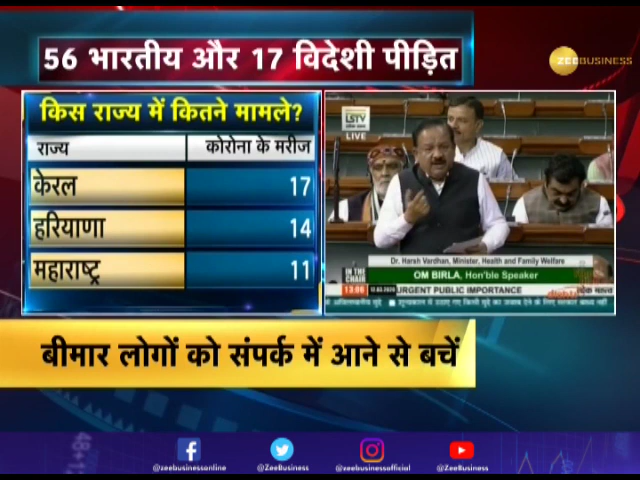 56 भारतीय और 17 विदेशी पीड़ित
ZEEBUSINESS
किस राज्य में कितने मामले?
राज्य कोरोना के मरीज
केरल 17
हरियाणा 14
महाराष्ट्र 11
LSTV
LIVE
Dr. Harsh Vardhan, Minister, Health and Family Welfare
IN THE CHAIR
OM BIRLA, Hon'ble Speaker
URGENT PUBLIC IMPORTANCE
बीमार लोगों को संपर्क में आने से बचें
@zeebusinessonline @ZeeBusiness @zeebusinessofficial @ZeeBusiness